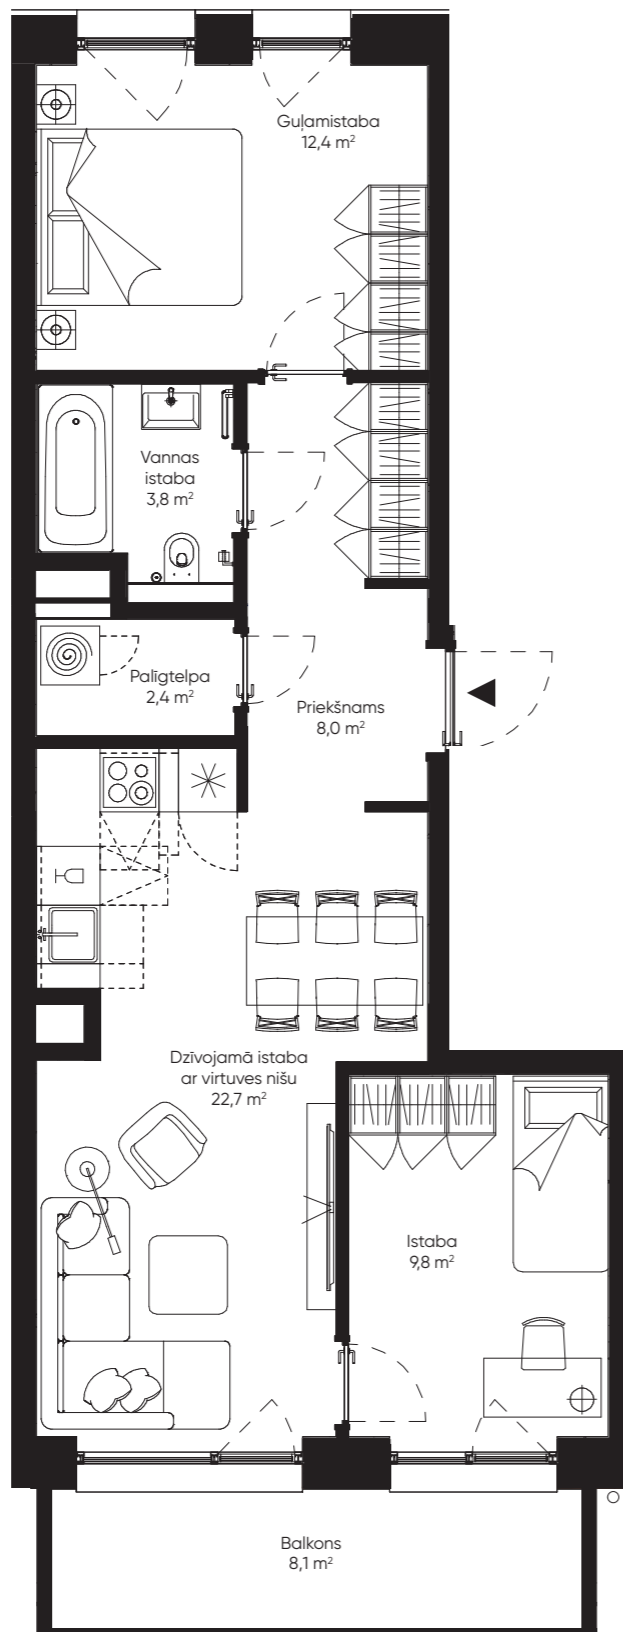 Guļamistaba
12,4 m²
Vannas
istaba
3,8 m²
Palīgtelpa
2,4 m²
Priekšnams
8,0 m²
Dzīvojamā istaba
ar virtuves nišu
22,7 m²
Istaba
9,8 m²
Balkons
8,1 m²